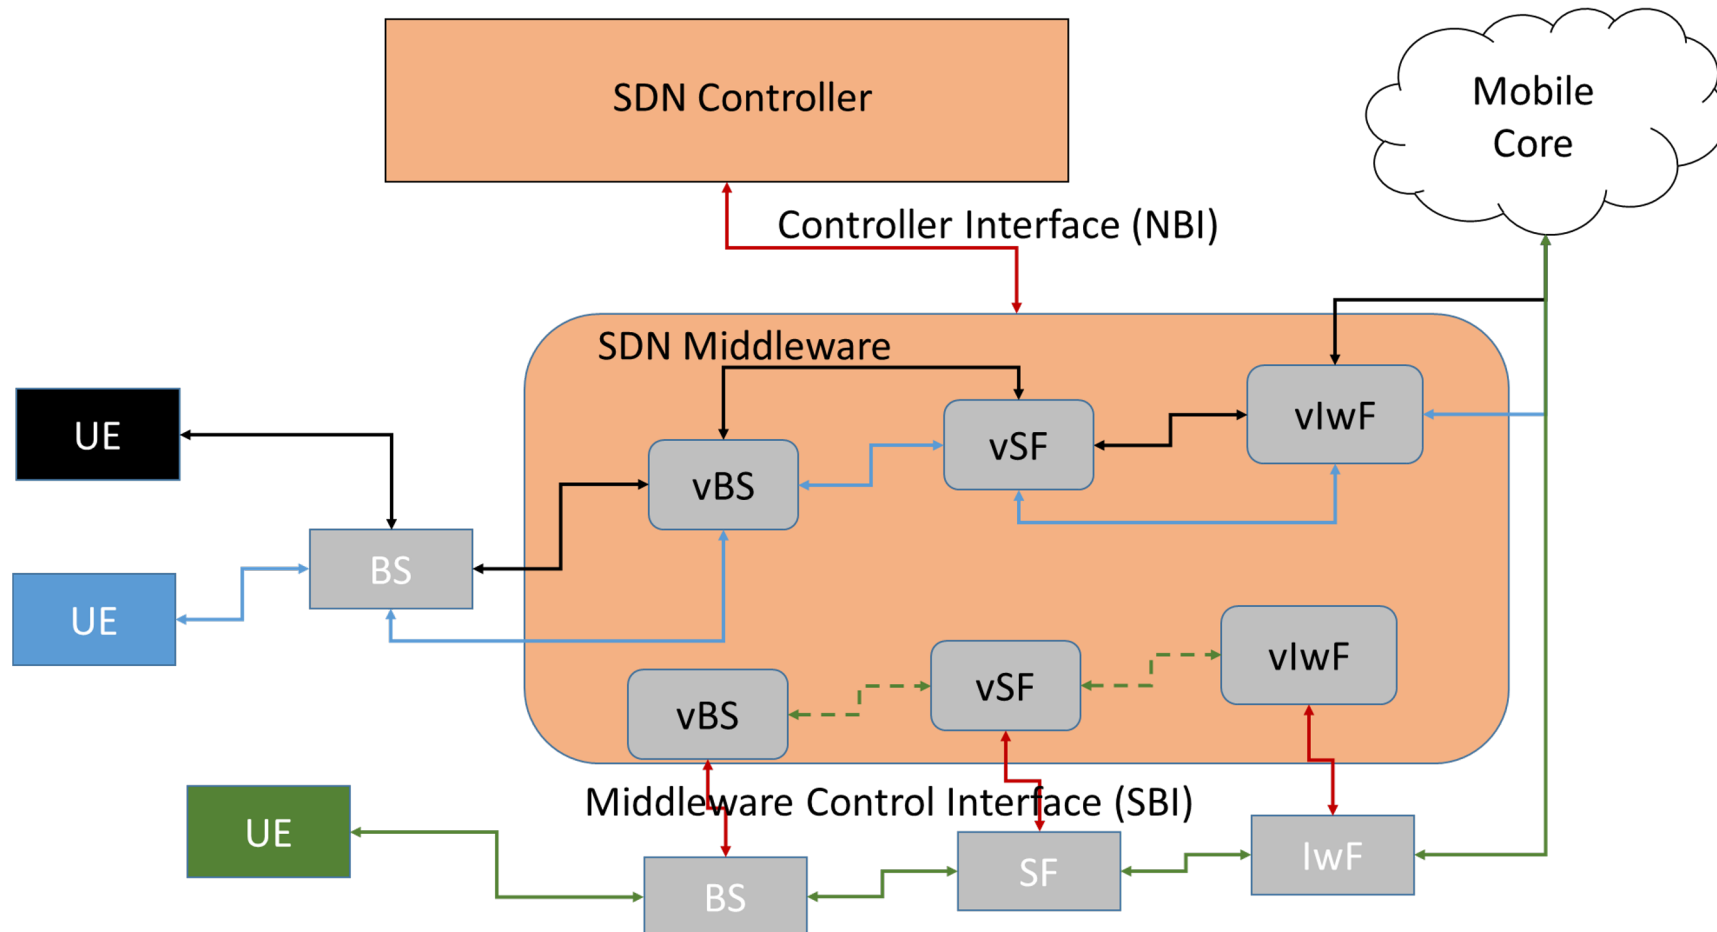 SDN Controller
Mobile
Core
Controller Interface (NBI)
SDN Middleware
UE
vBS
vSF
vIwF
BS
UE
vBS
vSF
vIwF
Middleware Control Interface (SBI)
UE
BS
SF
IwF